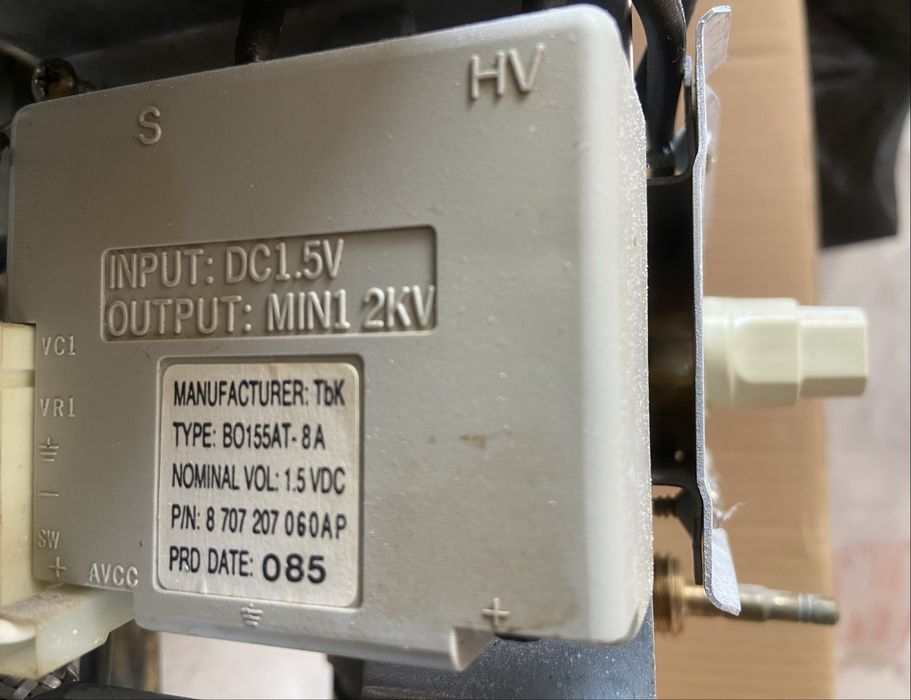 HV
S
INPUT: DC1.5V
OUTPUT: MIN1 2KV
VC1
VR1
MANUFACTURER: TbK
TYPE: BO155AT-8A
NOMINAL VOL: 1.5 VDC
P/N: 8 707 207 060AP
PRD DATE: 085
−
SW
+
AVCC
+